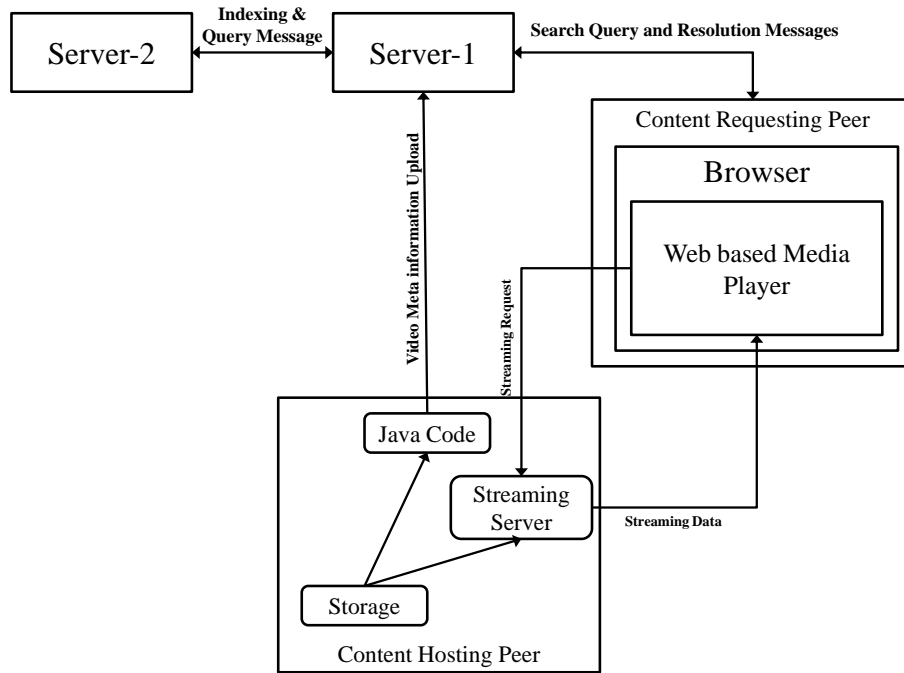 Indexing &
Query Message
Server-2
Server-1
Search Query and Resolution Messages
Content Requesting Peer
Browser
Web based Media
Player
Video Meta information Upload
Streaming Request
Java Code
Streaming
Server
Streaming Data
Storage
Content Hosting Peer